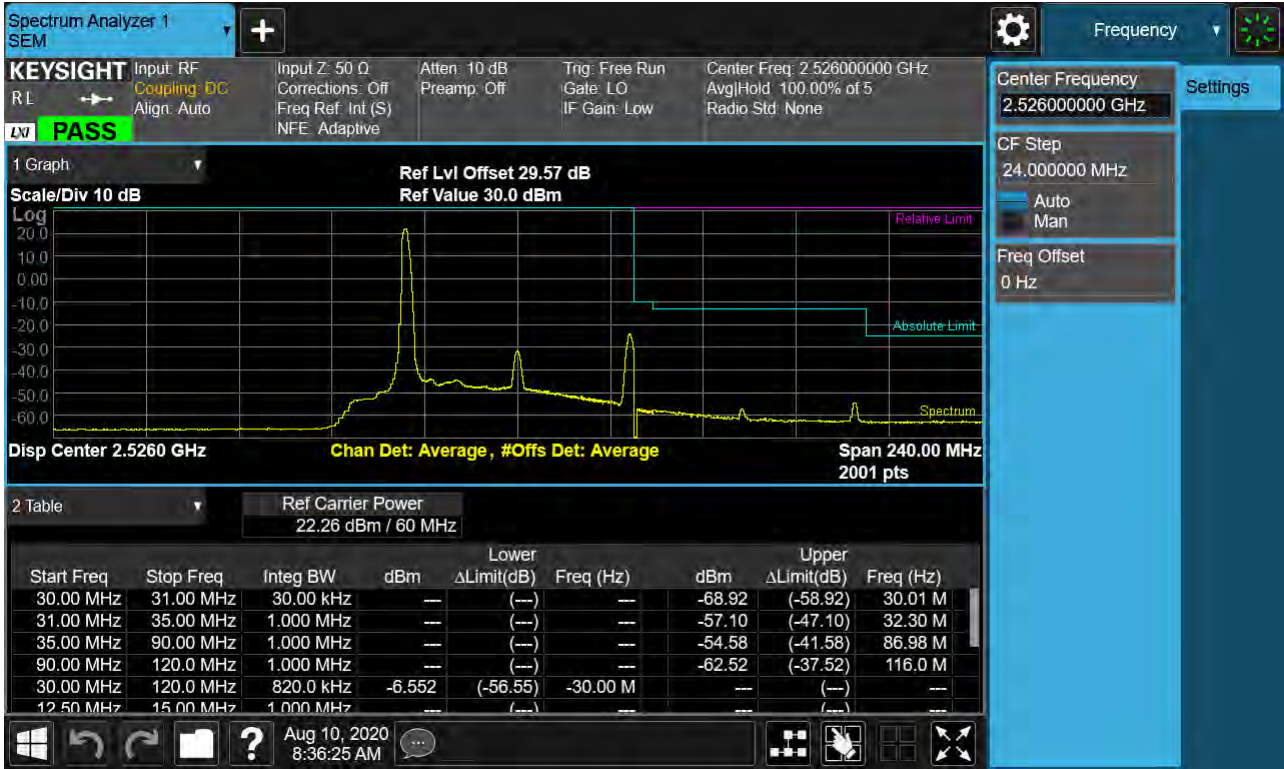 Spectrum Analyzer 1
SEM
Frequency
KEYSIGHT
RL
LXI
PASS
Input: RF
Coupling: DC
Align: Auto
Input Z: 50 Ω
Corrections: Off
Freq Ref: Int (S)
NFE: Adaptive
Atten: 10 dB
Preamp: Off
Trig: Free Run
Gate: LO
IF Gain: Low
Center Freq: 2.526000000 GHz
Avg|Hold: 100.00% of 5
Radio Std: None
Center Frequency
2.526000000 GHz
Settings
CF Step
24.000000 MHz
Auto
Man
Freq Offset
0 Hz
1 Graph
Scale/Div 10 dB
Ref Lvl Offset 29.57 dB
Ref Value 30.0 dBm
Log
20.0
10.0
0.00
-10.0
-20.0
-30.0
-40.0
-50.0
-60.0
Relative Limit
Absolute Limit
Spectrum
Disp Center 2.5260 GHz
Chan Det: Average, #Offs Det: Average
Span 240.00 MHz
2001 pts
2 Table
Ref Carrier Power
22.26 dBm / 60 MHz
Lower Upper
Start Freq Stop Freq Integ BW dBm ΔLimit(dB) Freq (Hz) dBm ΔLimit(dB) Freq (Hz)
30.00 MHz 31.00 MHz 30.00 kHz --- (---) --- -68.92 (-58.92) 30.01 M
31.00 MHz 35.00 MHz 1.000 MHz --- (---) --- -57.10 (-47.10) 32.30 M
35.00 MHz 90.00 MHz 1.000 MHz --- (---) --- -54.58 (-41.58) 86.98 M
90.00 MHz 120.0 MHz 1.000 MHz --- (---) --- -62.52 (-37.52) 116.0 M
30.00 MHz 120.0 MHz 820.0 kHz -6.552 (-56.55) -30.00 M --- (---) ---
12.50 MHz 15.00 MHz 1.000 MHz --- (---) --- --- (---) ---
?
Aug 10, 2020
8:36:25 AM